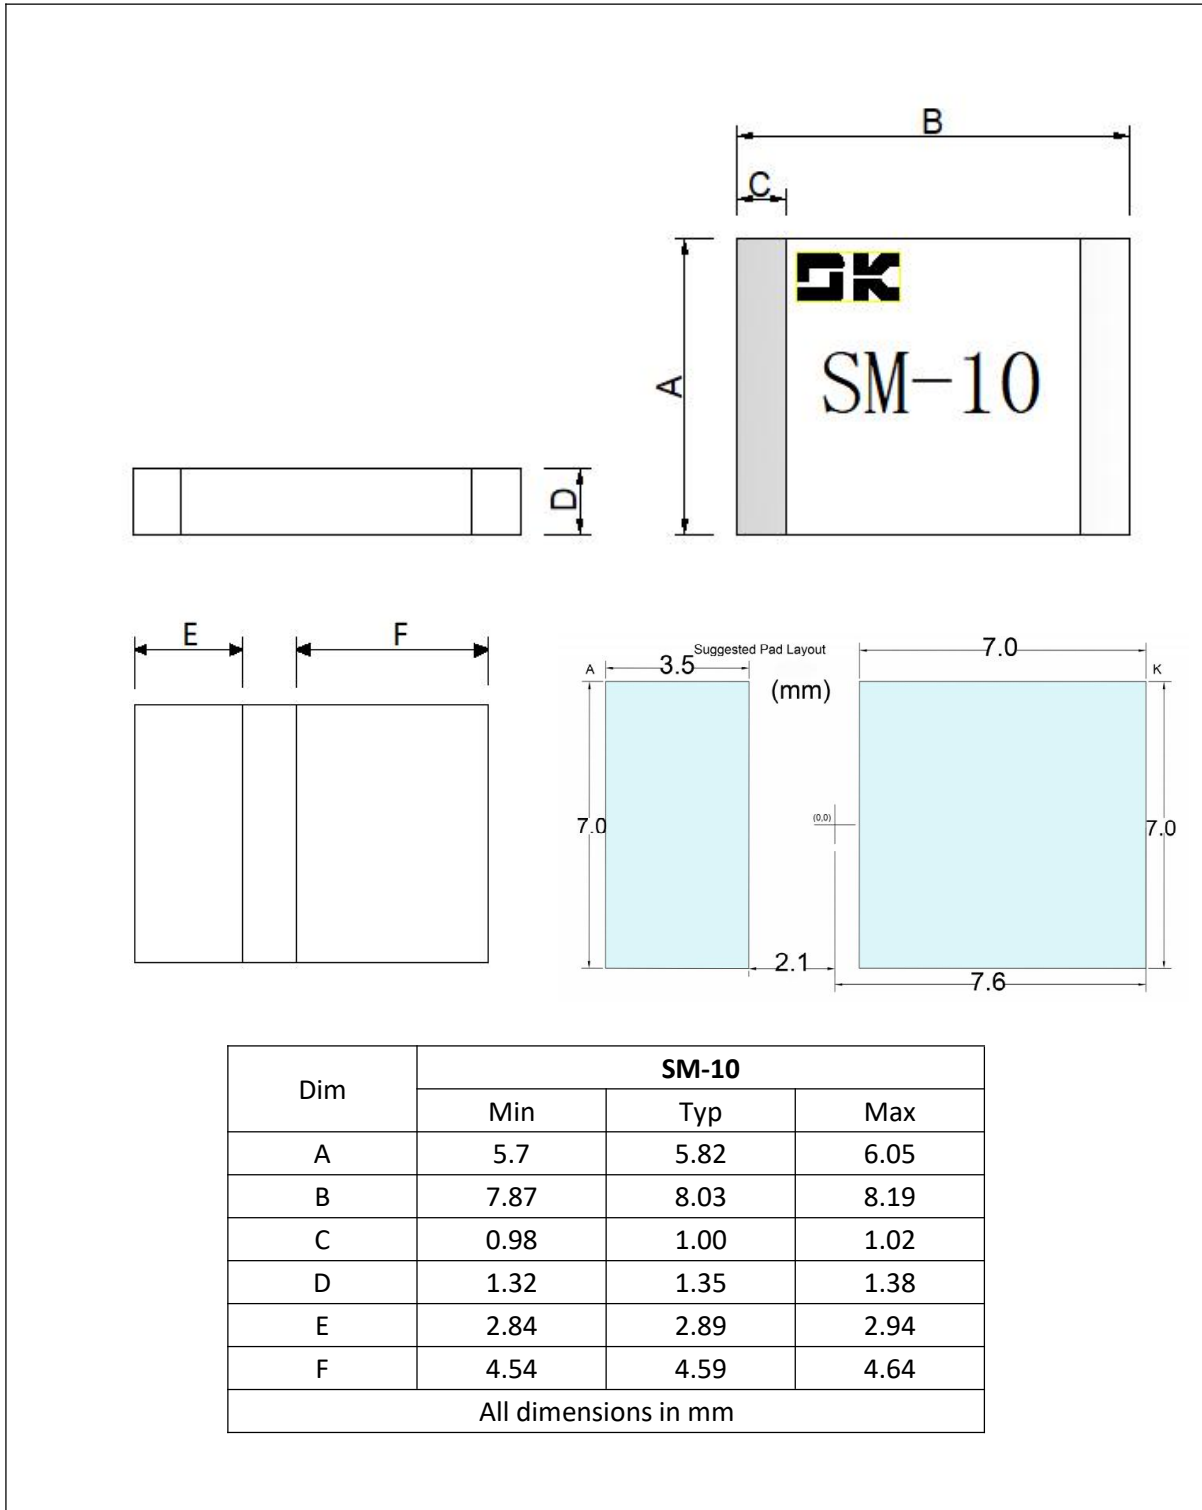 B
C
A
SK
SM-10
D
E
F
Suggested Pad Layout
A
3.5
(mm)
7.0
K
7.0
(0,0)
7.0
2.1
7.6
Dim SM-10
Min Typ Max
A 5.7 5.82 6.05
B 7.87 8.03 8.19
C 0.98 1.00 1.02
D 1.32 1.35 1.38
E 2.84 2.89 2.94
F 4.54 4.59 4.64
All dimensions in mm